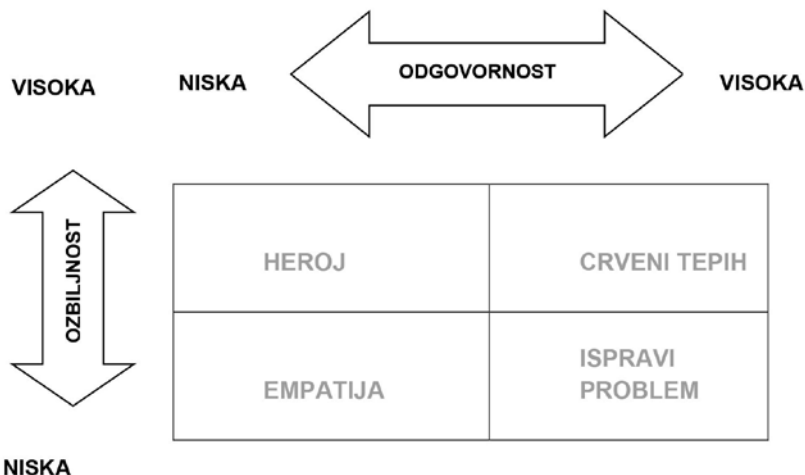 VISOKA
NISKA
ODGOVORNOST
VISOKA
OZBILJNOST
HEROJ
CRVENI TEPIH
EMPATIJA
ISPRAVI
PROBLEM
NISKA